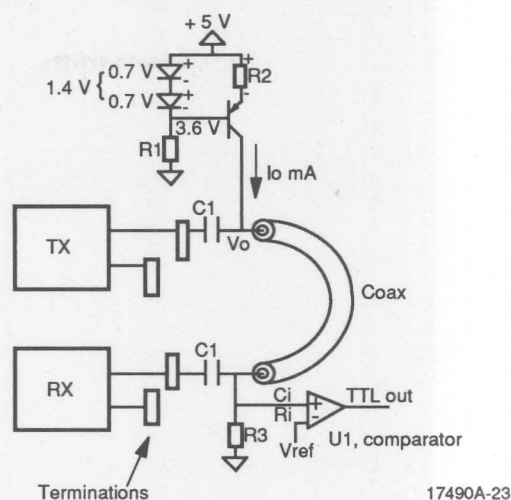 + 5 V
0.7 V
+
-
1.4 V {
0.7 V
+
-
+
R2
-
3.6 V
R1
Io mA
C1
TX
Vo
Coax
C1
RX
Ci
Ri
+
-
TTL out
R3
Vref
U1, comparator
Terminations
17490A-23